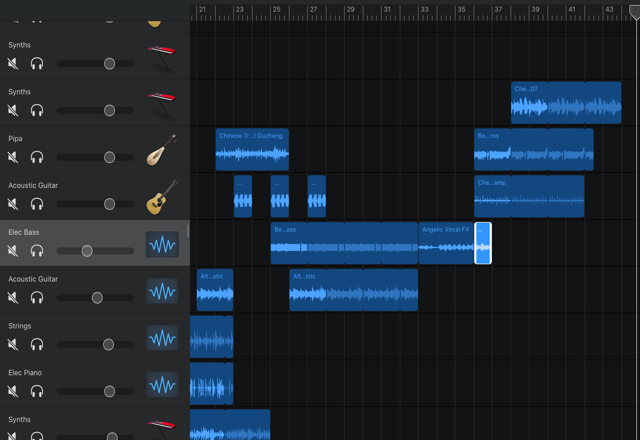 21 23 25 27 29 31 33 35 37 39 41 43
Synths
Synths
Che...07
Pipa
Chinese Tr...l Guzheng
Be...rns
Acoustic Guitar
...
...
...
Cha...amp
Elec Bass
Be...ass
Angelic Vocal FX
...
Acoustic Guitar
Alt...stic
Alt...stic
Strings
Elec Piano
Synths